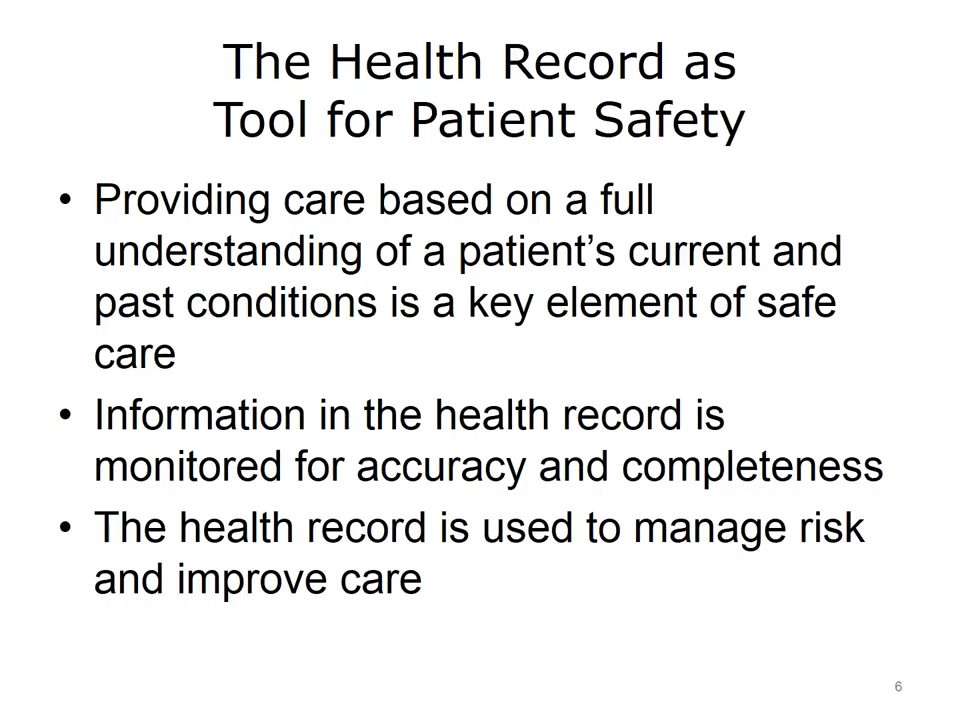 The Health Record as
Tool for Patient Safety
• Providing care based on a full
understanding of a patient’s current and
past conditions is a key element of safe
care
• Information in the health record is
monitored for accuracy and completeness
• The health record is used to manage risk
and improve care
6